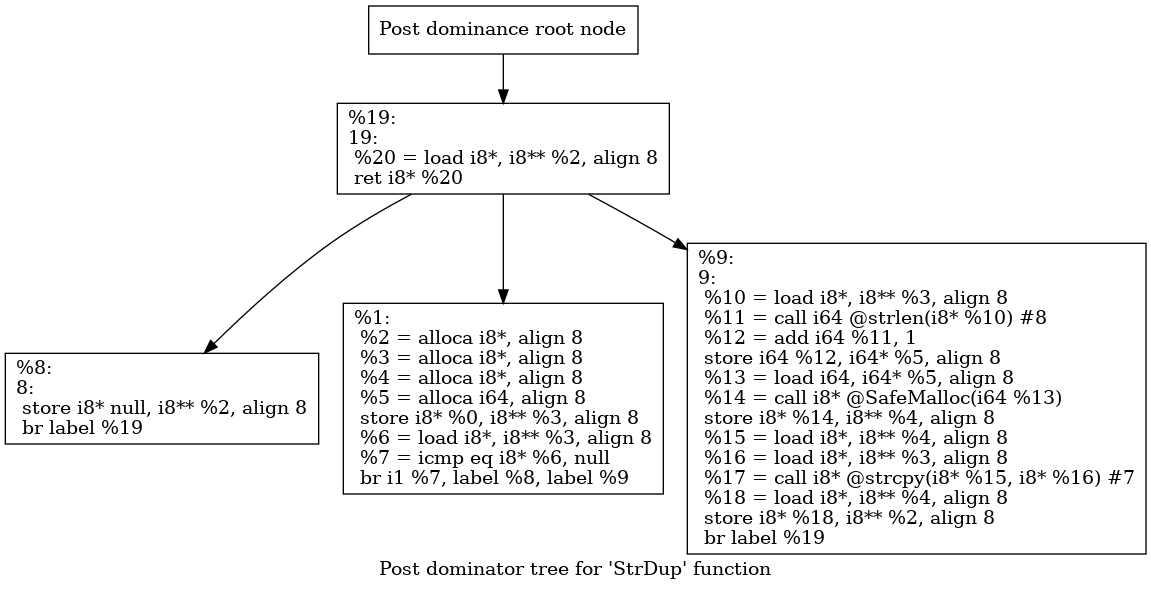 Post dominance root node
%19:
19:
%20 = load i8*, i8** %2, align 8
ret i8* %20
%8:
8:
store i8* null, i8** %2, align 8
br label %19
%1:
%2 = alloca i8*, align 8
%3 = alloca i8*, align 8
%4 = alloca i8*, align 8
%5 = alloca i64, align 8
store i8* %0, i8** %3, align 8
%6 = load i8*, i8** %3, align 8
%7 = icmp eq i8* %6, null
br i1 %7, label %8, label %9
%9:
9:
%10 = load i8*, i8** %3, align 8
%11 = call i64 @strlen(i8* %10) #8
%12 = add i64 %11, 1
store i64 %12, i64* %5, align 8
%13 = load i64, i64* %5, align 8
%14 = call i8* @SafeMalloc(i64 %13)
store i8* %14, i8** %4, align 8
%15 = load i8*, i8** %4, align 8
%16 = load i8*, i8** %3, align 8
%17 = call i8* @strcpy(i8* %15, i8* %16) #7
%18 = load i8*, i8** %4, align 8
store i8* %18, i8** %2, align 8
br label %19
Post dominator tree for 'StrDup' function